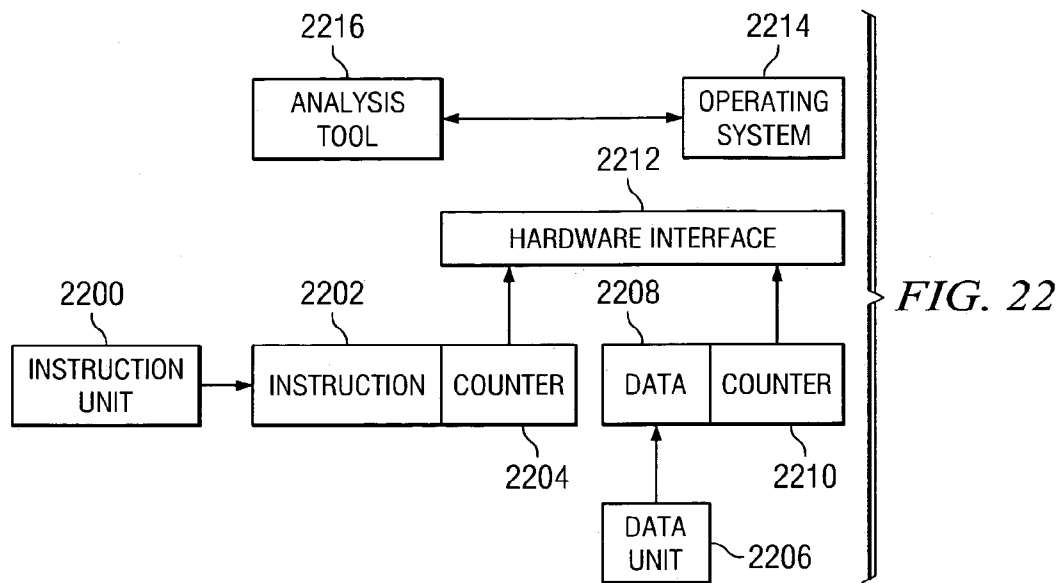 2216
2214
ANALYSIS
TOOL
OPERATING
SYSTEM
2212
HARDWARE INTERFACE
2200
2202
2208
FIG. 22
INSTRUCTION
UNIT
INSTRUCTION
COUNTER
DATA
COUNTER
2204
2210
DATA
UNIT
2206